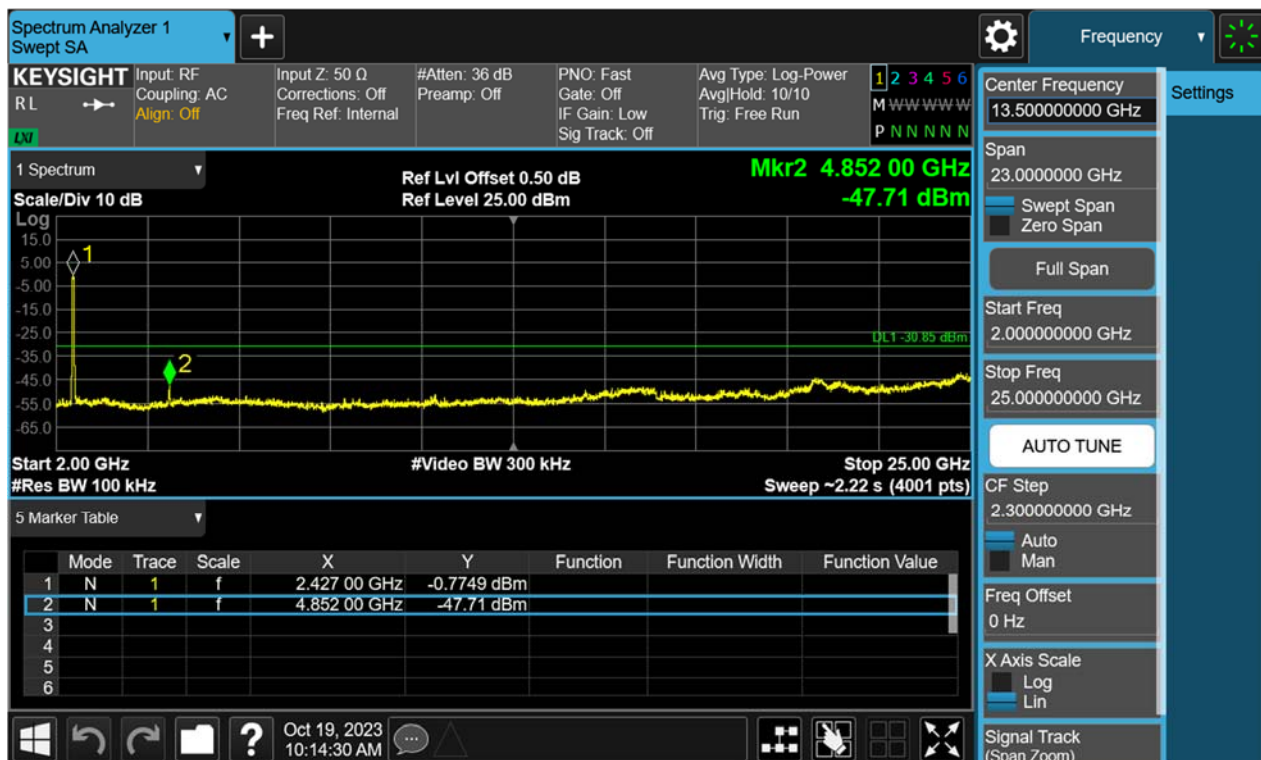 Spectrum Analyzer 1
Swept SA
+
Frequency
KEYSIGHT
RL
LXI
Input: RF
Coupling: AC
Align: Off
Input Z: 50 Ω
Corrections: Off
Freq Ref: Internal
#Atten: 36 dB
Preamp: Off
PNO: Fast
Gate: Off
IF Gain: Low
Sig Track: Off
Avg Type: Log-Power
Avg|Hold: 10/10
Trig: Free Run
1 2 3 4 5 6
M W W W W W
P N N N N N
1 Spectrum
Scale/Div 10 dB
Ref Lvl Offset 0.50 dB
Ref Level 25.00 dBm
Mkr2 4.852 00 GHz
-47.71 dBm
Log
15.0
5.00
-5.00
-15.0
-25.0
-35.0
-45.0
-55.0
-65.0
1
2
DL1 -30.85 dBm
Start 2.00 GHz
#Video BW 300 kHz
Stop 25.00 GHz
#Res BW 100 kHz
Sweep ~2.22 s (4001 pts)
5 Marker Table
Mode Trace Scale X Y Function Function Width Function Value
1 N 1 f 2.427 00 GHz -0.7749 dBm
2 N 1 f 4.852 00 GHz -47.71 dBm
3
4
5
6
?
Oct 19, 2023
10:14:30 AM
Center Frequency
13.500000000 GHz
Settings
Span
23.0000000 GHz
Swept Span
Zero Span
Full Span
Start Freq
2.000000000 GHz
Stop Freq
25.000000000 GHz
AUTO TUNE
CF Step
2.300000000 GHz
Auto
Man
Freq Offset
0 Hz
X Axis Scale
Log
Lin
Signal Track
(Span Zoom)